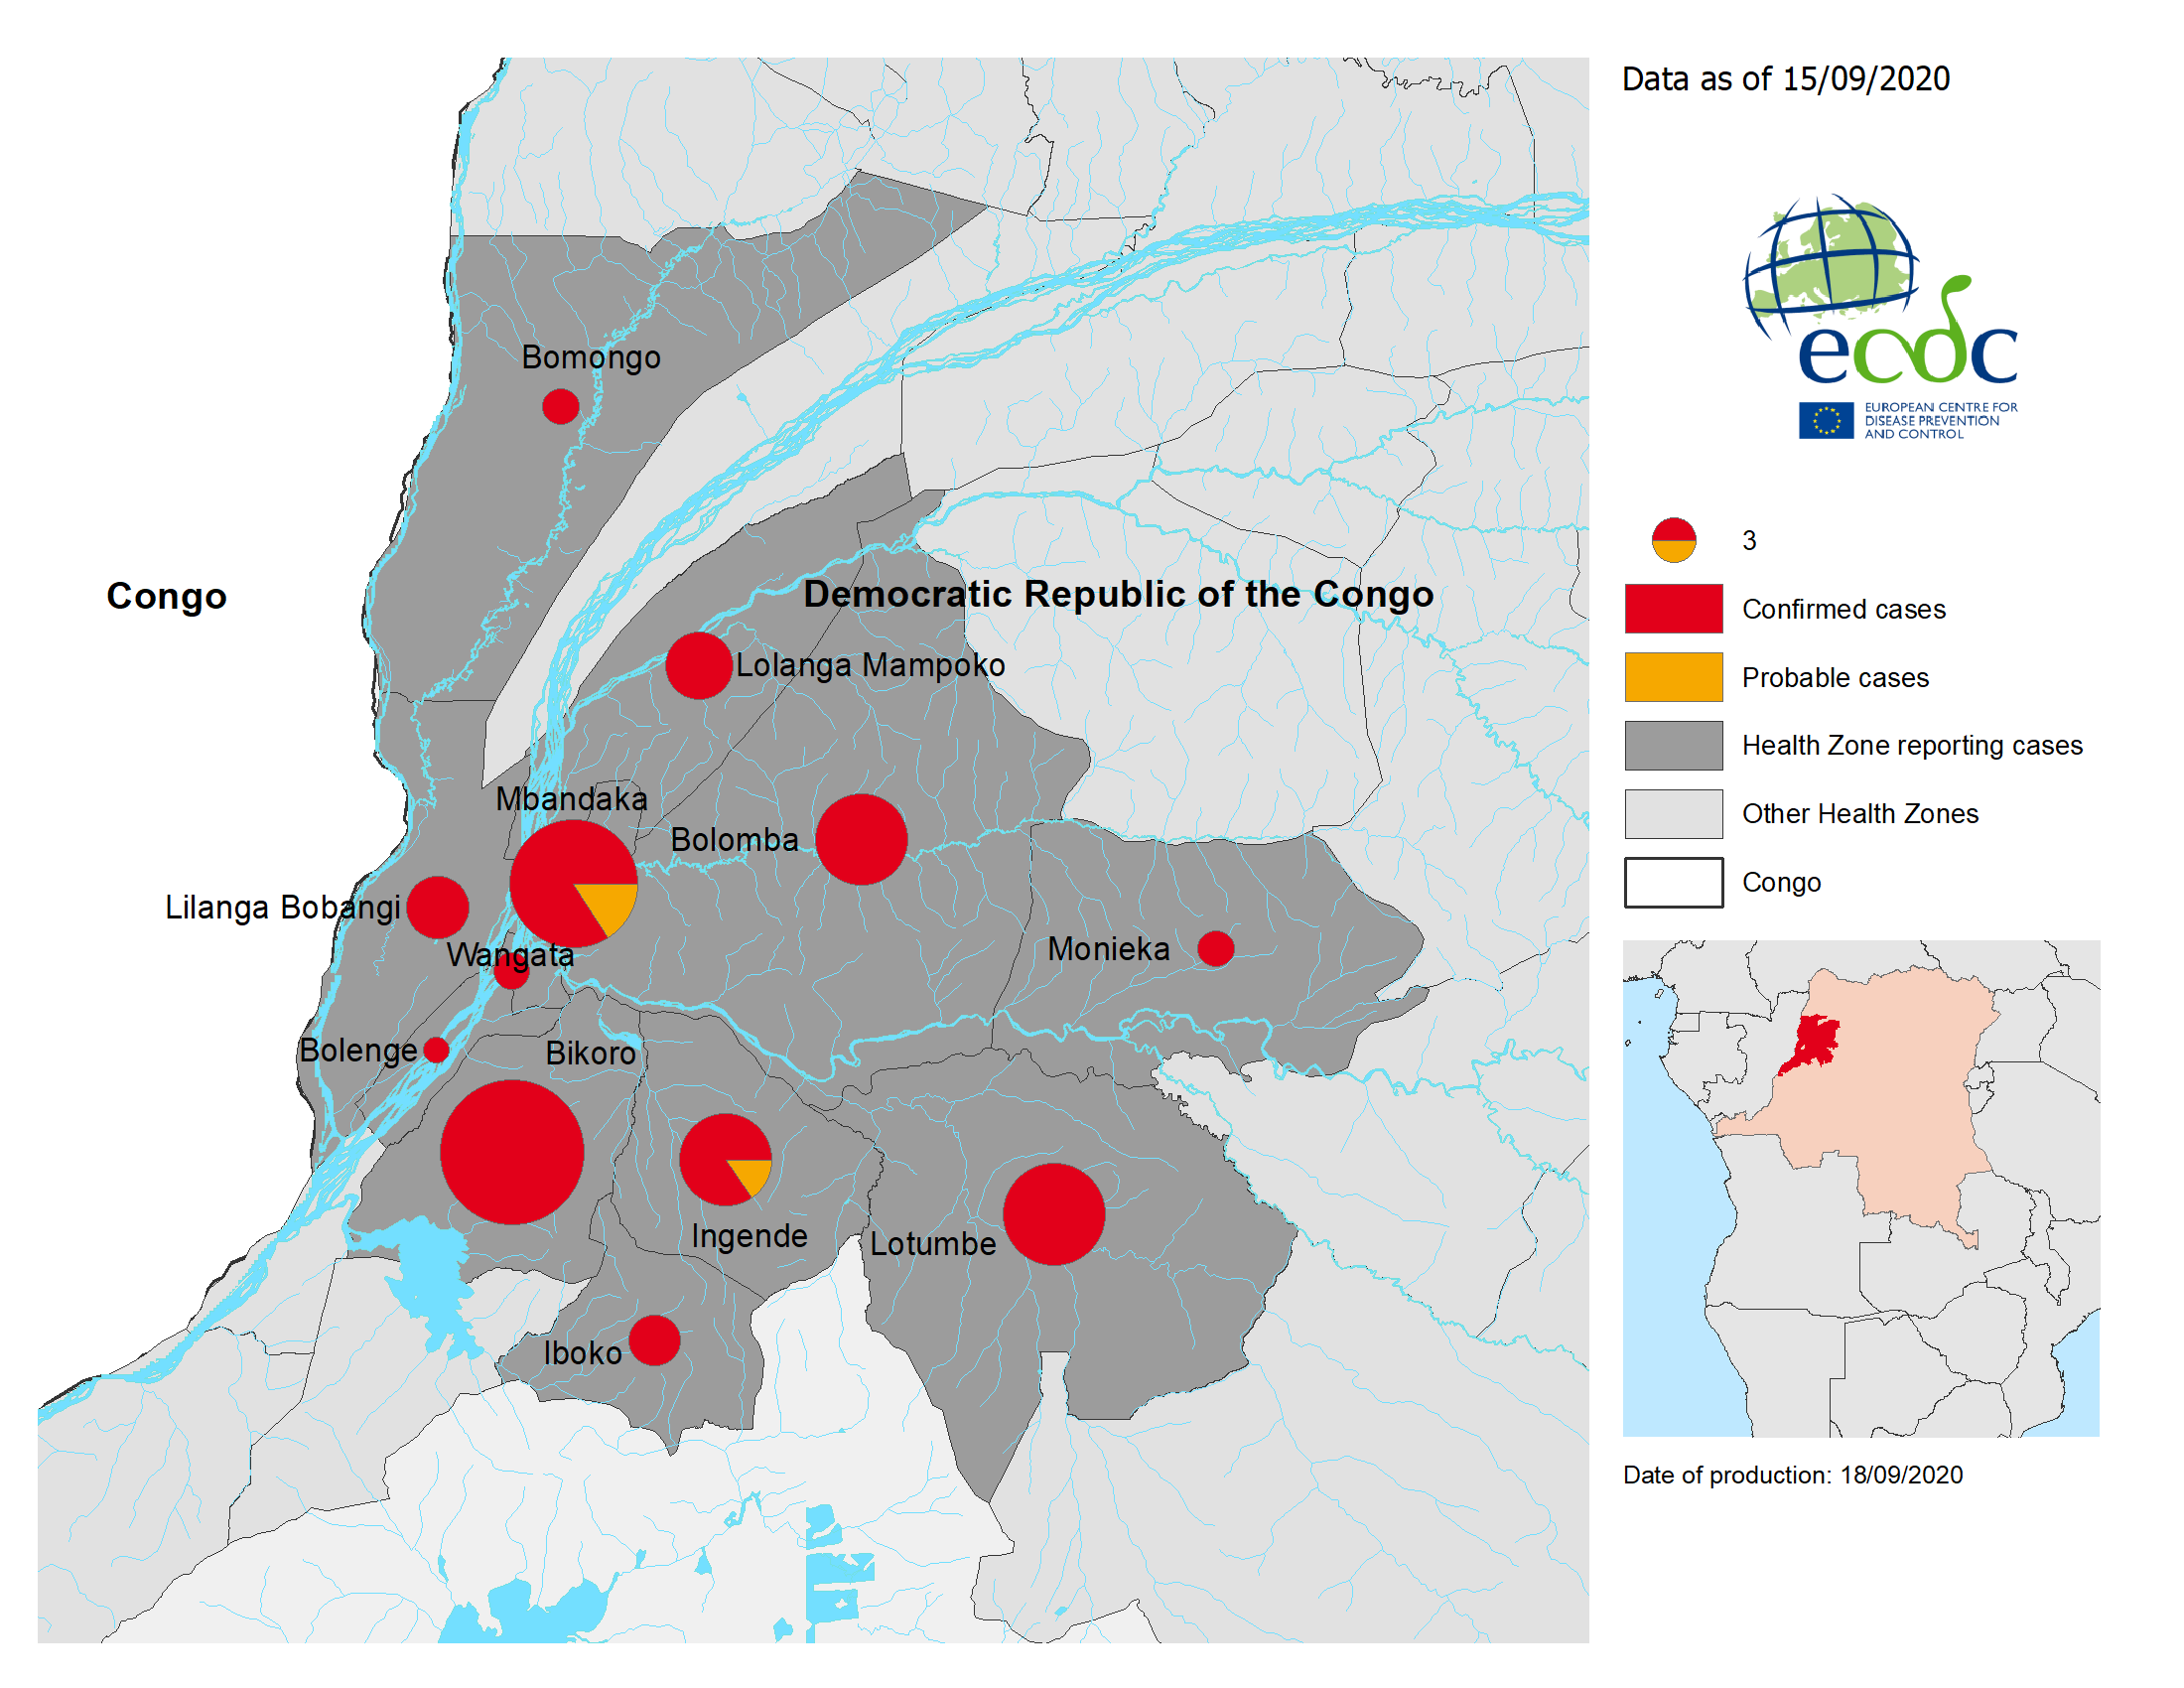 Data as of 15/09/2020
ecdc
EUROPEAN CENTRE FOR
DISEASE PREVENTION
AND CONTROL
Bomongo
Congo
Democratic Republic of the Congo
Lolanga Mampoko
Mbandaka
Bolomba
Lilanga Bobangi
Wangata
Monieka
Bolenge
Bikoro
Ingende
Lotumbe
Iboko
3
Confirmed cases
Probable cases
Health Zone reporting cases
Other Health Zones
Congo
Date of production: 18/09/2020